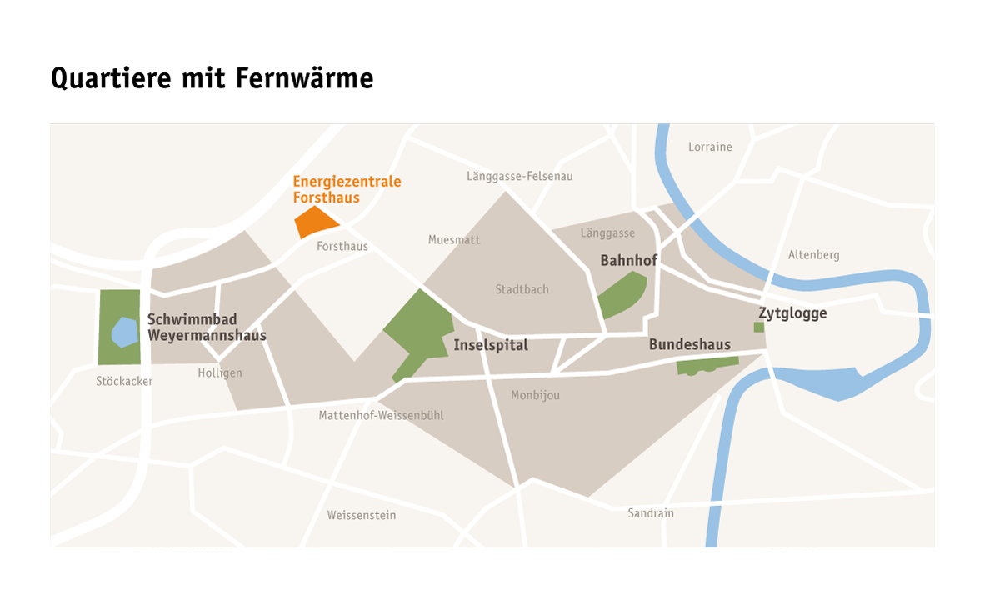 Quartiere mit Fernwärme
Lorraine
Länggasse-Felsenau
Energiezentrale
Forsthaus
Länggasse
Muesmatt
Forsthaus
Altenberg
Bahnhof
Stadtbach
Zytglogge
Schwimmbad
Weyermannshaus
Inselspital
Bundeshaus
Holligen
Stöckacker
Monbijou
Mattenhof-Weissenbühl
Sandrain
Weissenstein